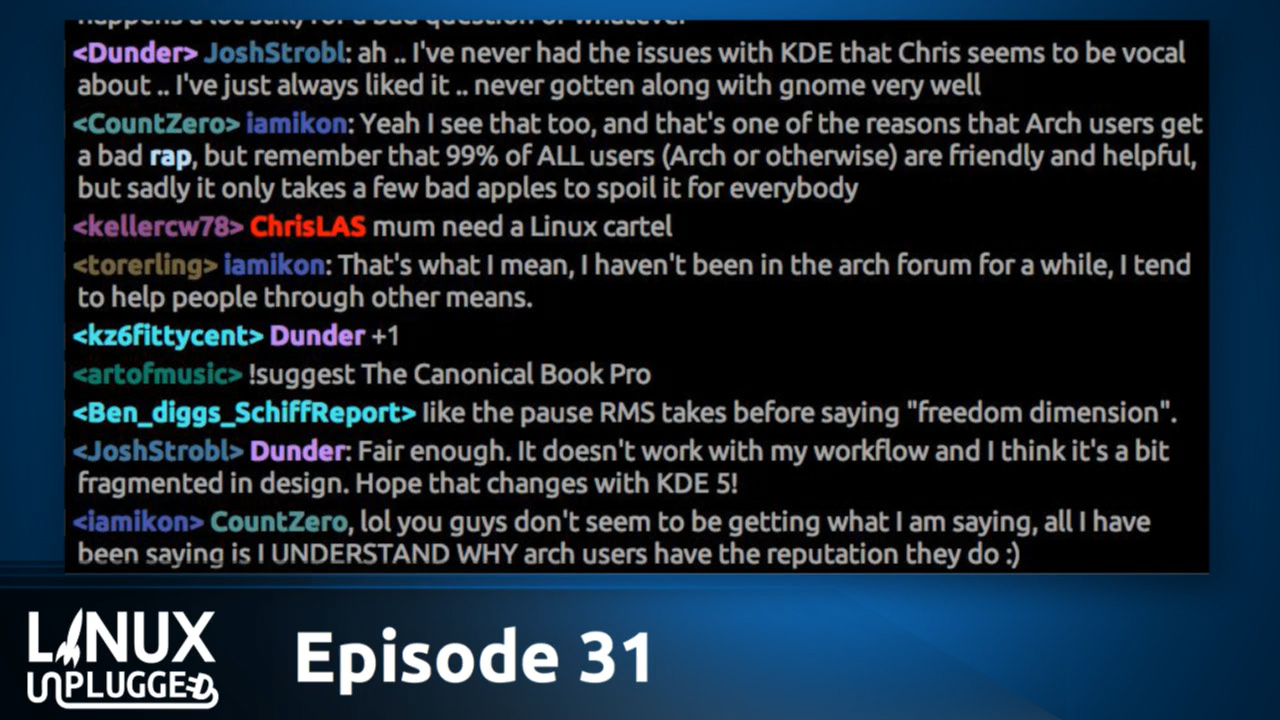 happens a lot still, for a bad question or whatever
<Dunder> JoshStrobl: ah .. I've never had the issues with KDE that Chris seems to be vocal
about .. I've just always liked it .. never gotten along with gnome very well
<CountZero> iamikon: Yeah I see that too, and that's one of the reasons that Arch users get
a bad rap, but remember that 99% of ALL users (Arch or otherwise) are friendly and helpful,
but sadly it only takes a few bad apples to spoil it for everybody
<kellercw78> ChrisLAS mum need a Linux cartel
<torerling> iamikon: That's what I mean, I haven't been in the arch forum for a while, I tend
to help people through other means.
<kz6fittycent> Dunder +1
<artofmusic> !suggest The Canonical Book Pro
<Ben_diggs_SchiffReport> Iike the pause RMS takes before saying "freedom dimension".
<JoshStrobl> Dunder: Fair enough. It doesn't work with my workflow and I think it's a bit
fragmented in design. Hope that changes with KDE 5!
<iamikon> CountZero, lol you guys don't seem to be getting what I am saying, all I have
been saying is I UNDERSTAND WHY arch users have the reputation they do :)
LINUX
UNPLUGGED
Episode 31